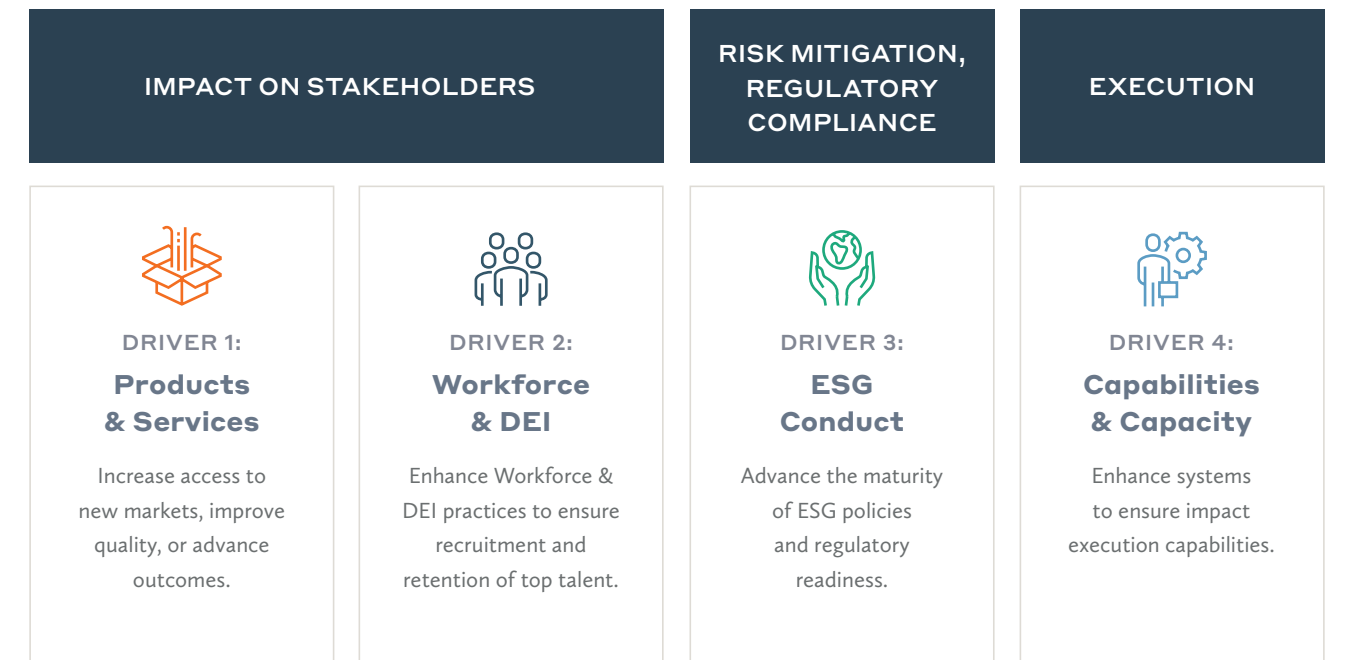 IMPACT ON STAKEHOLDERS
RISK MITIGATION,
REGULATORY
COMPLIANCE
EXECUTION
DRIVER 1:
Products
& Services
Increase access to
new markets, improve
quality, or advance
outcomes.
DRIVER 2:
Workforce
& DEI
Enhance Workforce &
DEI practices to ensure
recruitment and
retention of top talent.
DRIVER 3:
ESG
Conduct
Advance the maturity
of ESG policies
and regulatory
readiness.
DRIVER 4:
Capabilities
& Capacity
Enhance systems
to ensure impact
execution capabilities.